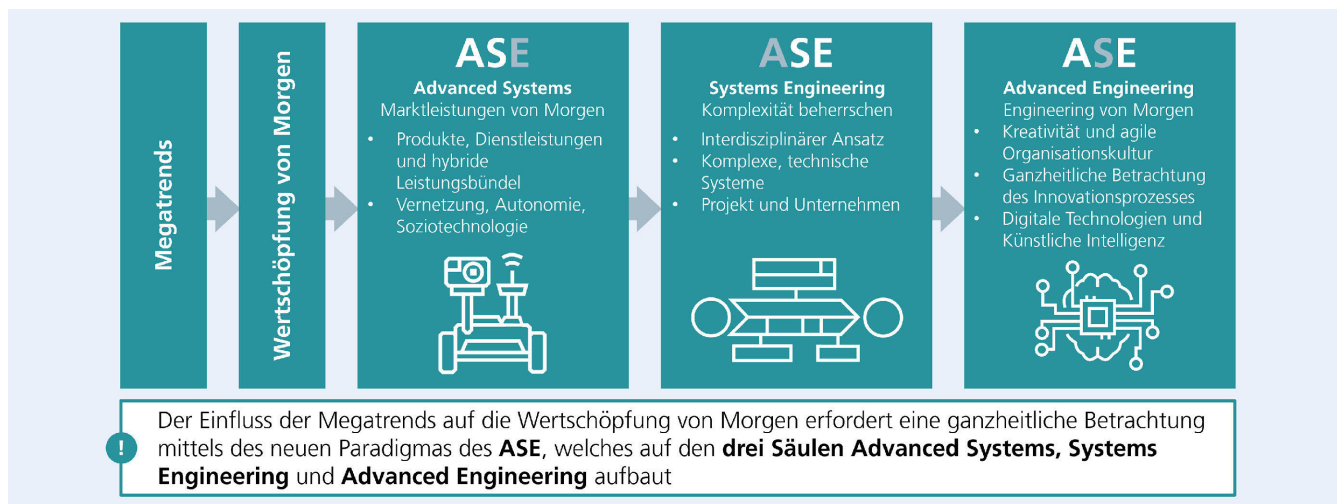 Megatrends
Wertschöpfung von Morgen
ASE
Advanced Systems
Marktleistungen von Morgen
• Produkte, Dienstleistungen
und hybride
Leistungsbündel
• Vernetzung, Autonomie,
Soziotechnologie
ASE
Systems Engineering
Komplexität beherrschen
• Interdisziplinärer Ansatz
• Komplexe, technische
Systeme
• Projekt und Unternehmen
ASE
Advanced Engineering
Engineering von Morgen
• Kreativität und agile
Organisationskultur
• Ganzheitliche Betrachtung
des Innovationsprozesses
• Digitale Technologien und
Künstliche Intelligenz
!
Der Einfluss der Megatrends auf die Wertschöpfung von Morgen erfordert eine ganzheitliche Betrachtung
mittels des neuen Paradigmas des ASE, welches auf den drei Säulen Advanced Systems, Systems
Engineering und Advanced Engineering aufbaut